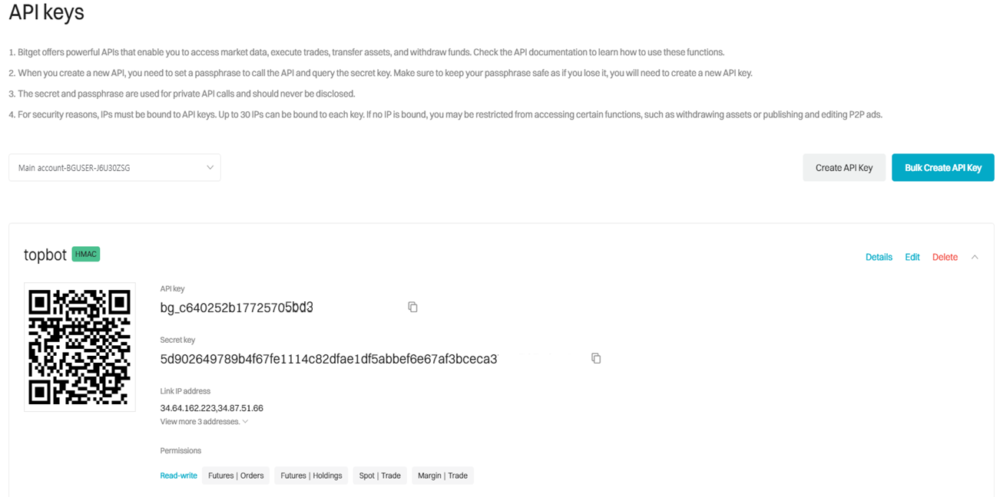 API keys
1. Bitget offers powerful APIs that enable you to access market data, execute trades, transfer assets, and withdraw funds. Check the API documentation to learn how to use these functions.
2. When you create a new API, you need to set a passphrase to call the API and query the secret key. Make sure to keep your passphrase safe as if you lose it, you will need to create a new API key.
3. The secret and passphrase are used for private API calls and should never be disclosed.
4. For security reasons, IPs must be bound to API keys. Up to 30 IPs can be bound to each key. If no IP is bound, you may be restricted from accessing certain functions, such as withdrawing assets or publishing and editing P2P ads.
Main account-BGUSER-J6U30ZSG
Create API Key
Bulk Create API Key
topbot HMAC
Details Edit Delete
API key
bg_c640252b17725705bd3
Secret key
5d902649789b4f67fe1114c82dfae1df5abbef6e67af3bceca3
Link IP address
34.64.162.223,34.87.51.66
View more 3 addresses.
Permissions
Read-write Futures | Orders Futures | Holdings Spot | Trade Margin | Trade